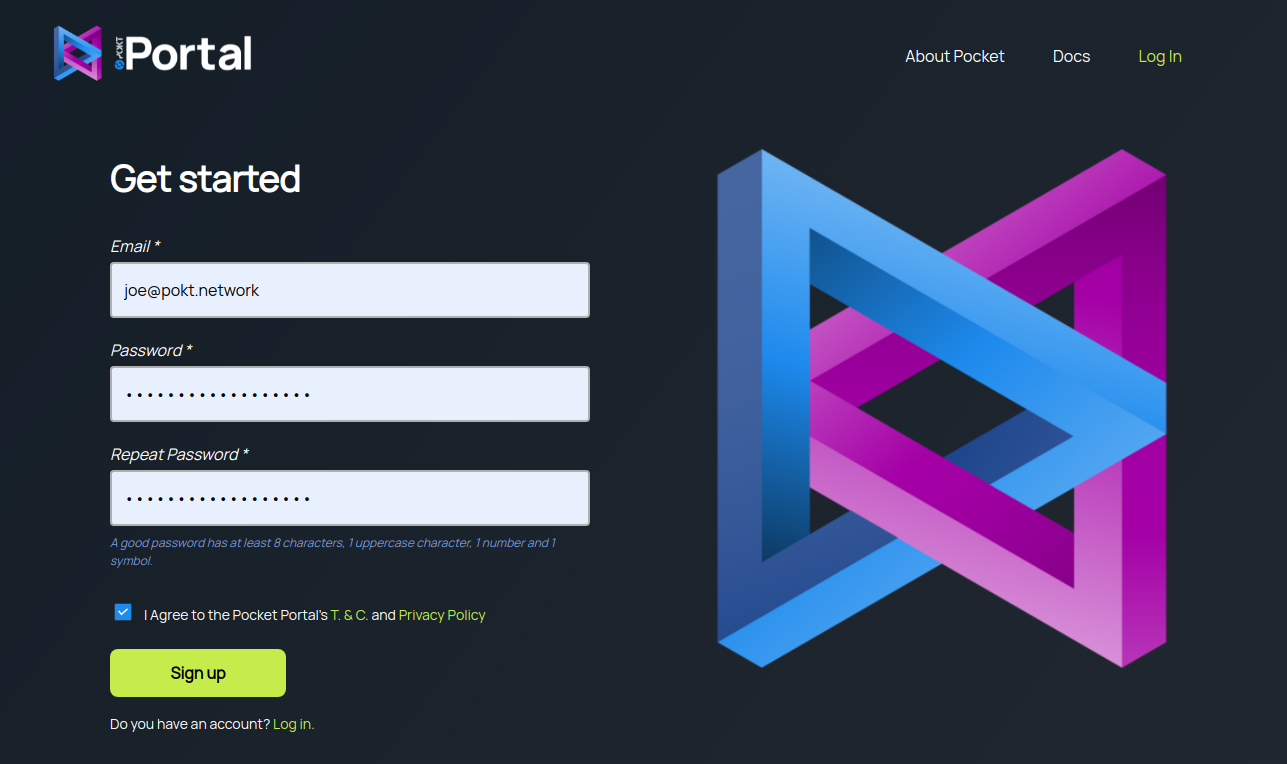 POKT
Portal
About Pocket
Docs
Log In
Get started
Email *
joe@pokt.network
Password *
••••••••••••••••••
Repeat Password *
••••••••••••••••••
A good password has at least 8 characters, 1 uppercase character, 1 number and 1
symbol.
I Agree to the Pocket Portal's T. & C. and Privacy Policy
Sign up
Do you have an account? Log in.